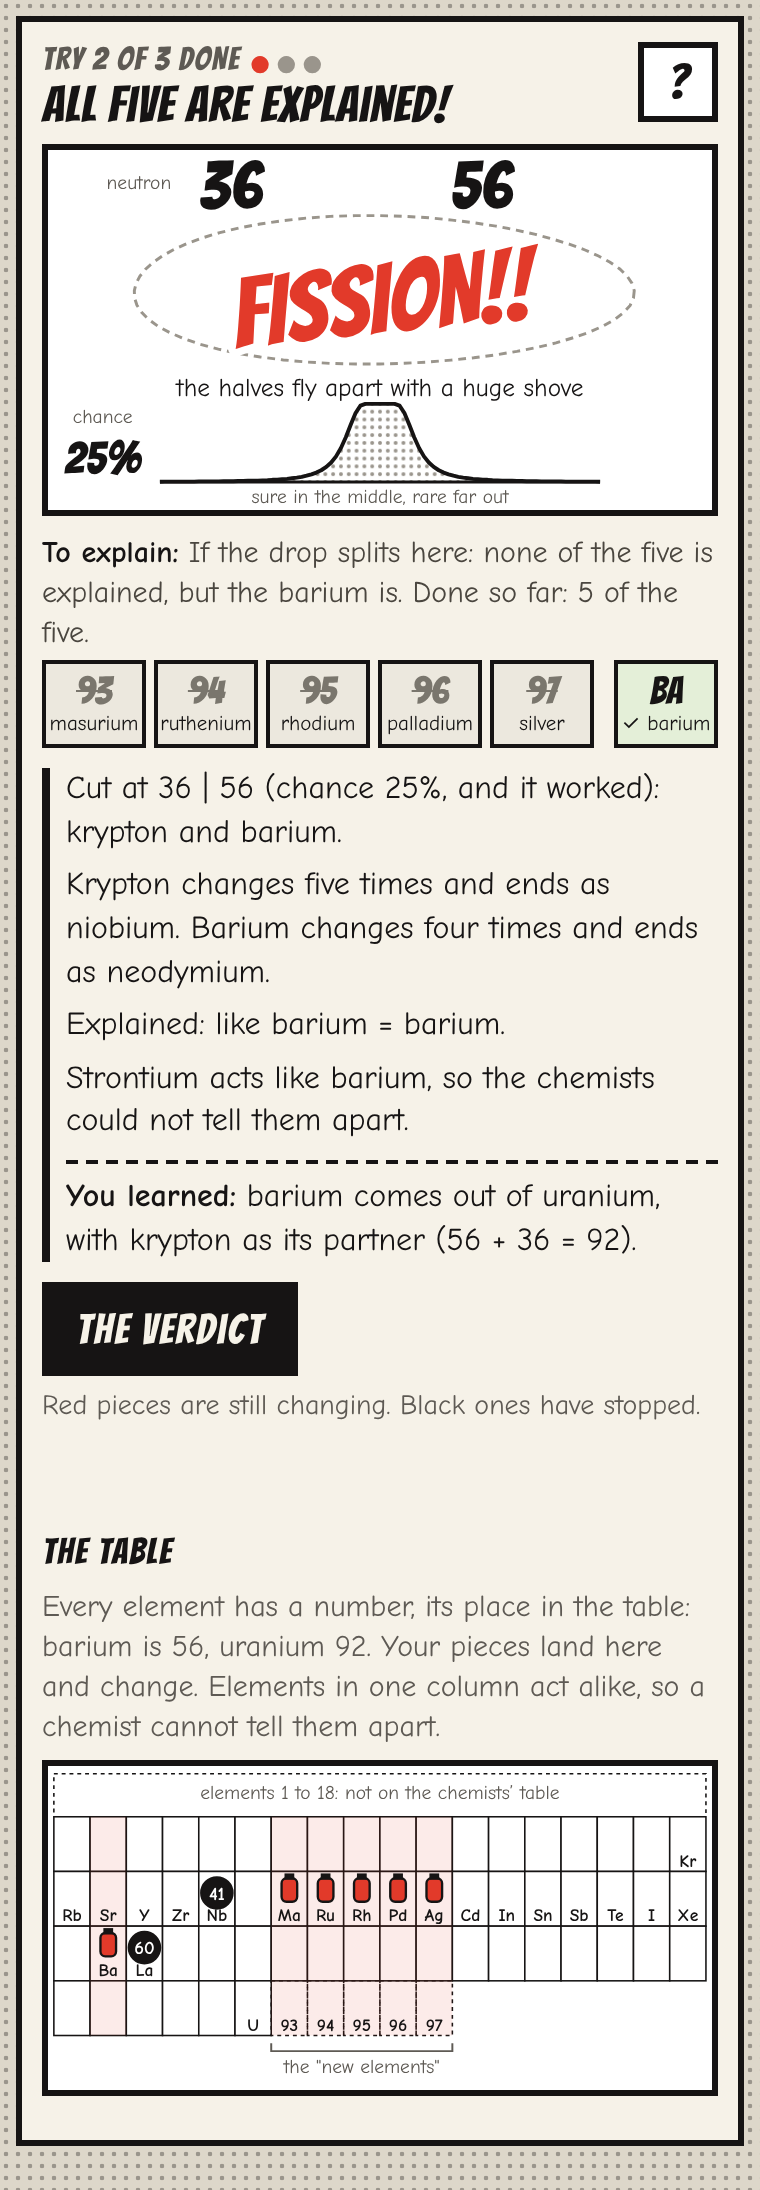 TRY 2 OF 3 DONE
ALL FIVE ARE EXPLAINED!
?
neutron 36 56
FISSION!!
the halves fly apart with a huge shove
chance
25%
sure in the middle, rare far out
To explain: If the drop splits here: none of the five is
explained, but the barium is. Done so far: 5 of the
five.
93 94 95 96 97 BA
masurium ruthenium rhodium palladium silver ✓ barium
Cut at 36 | 56 (chance 25%, and it worked):
krypton and barium.
Krypton changes five times and ends as
niobium. Barium changes four times and ends
as neodymium.
Explained: like barium = barium.
Strontium acts like barium, so the chemists
could not tell them apart.
You learned: barium comes out of uranium,
with krypton as its partner (56 + 36 = 92).
THE VERDICT
Red pieces are still changing. Black ones have stopped.
THE TABLE
Every element has a number, its place in the table:
barium is 56, uranium 92. Your pieces land here
and change. Elements in one column act alike, so a
chemist cannot tell them apart.
elements 1 to 18: not on the chemists' table
Kr
41
Rb Sr Y Zr Nb Ma Ru Rh Pd Ag Cd In Sn Sb Te I Xe
60
Ba La
U 93 94 95 96 97
the "new elements"